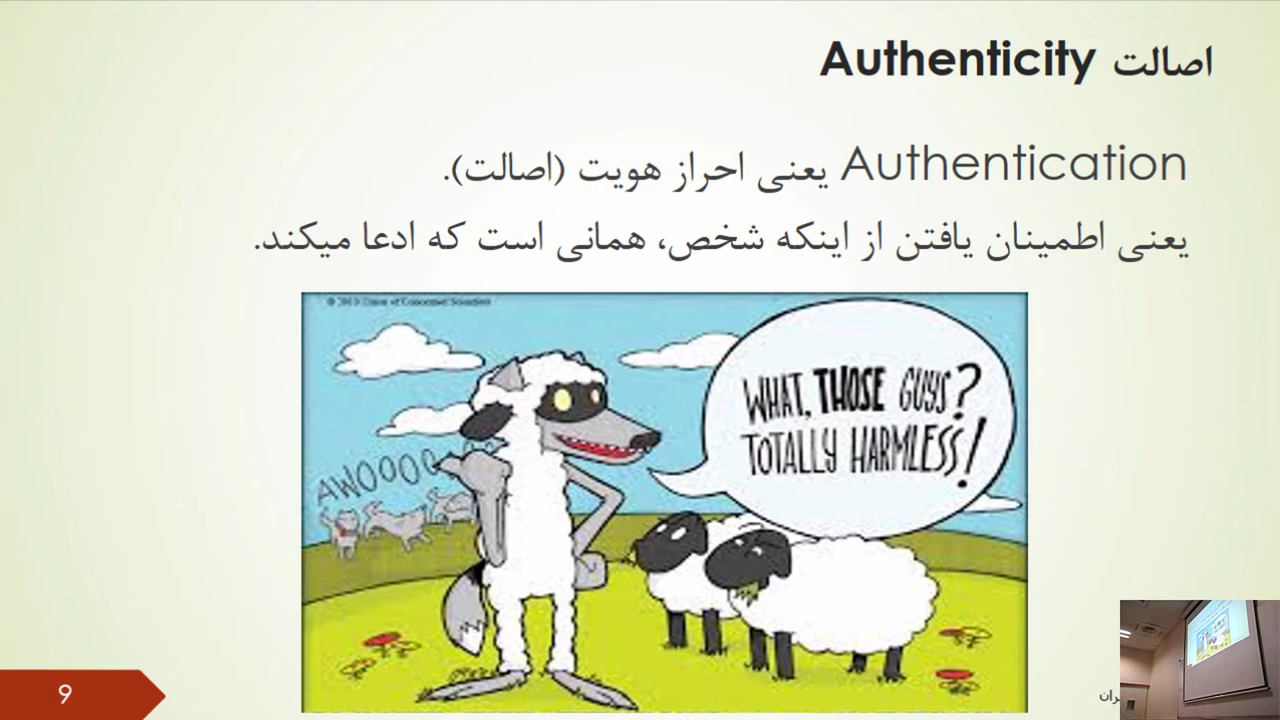 اصالت Authenticity
Authentication یعنی احراز هویت (اصالت).
یعنی اطمینان یافتن از اینکه شخص، همانی است که ادعا میکند.
WHAT, THOSE GUYS?
TOTALLY HARMLESS!
AWOOOO
9